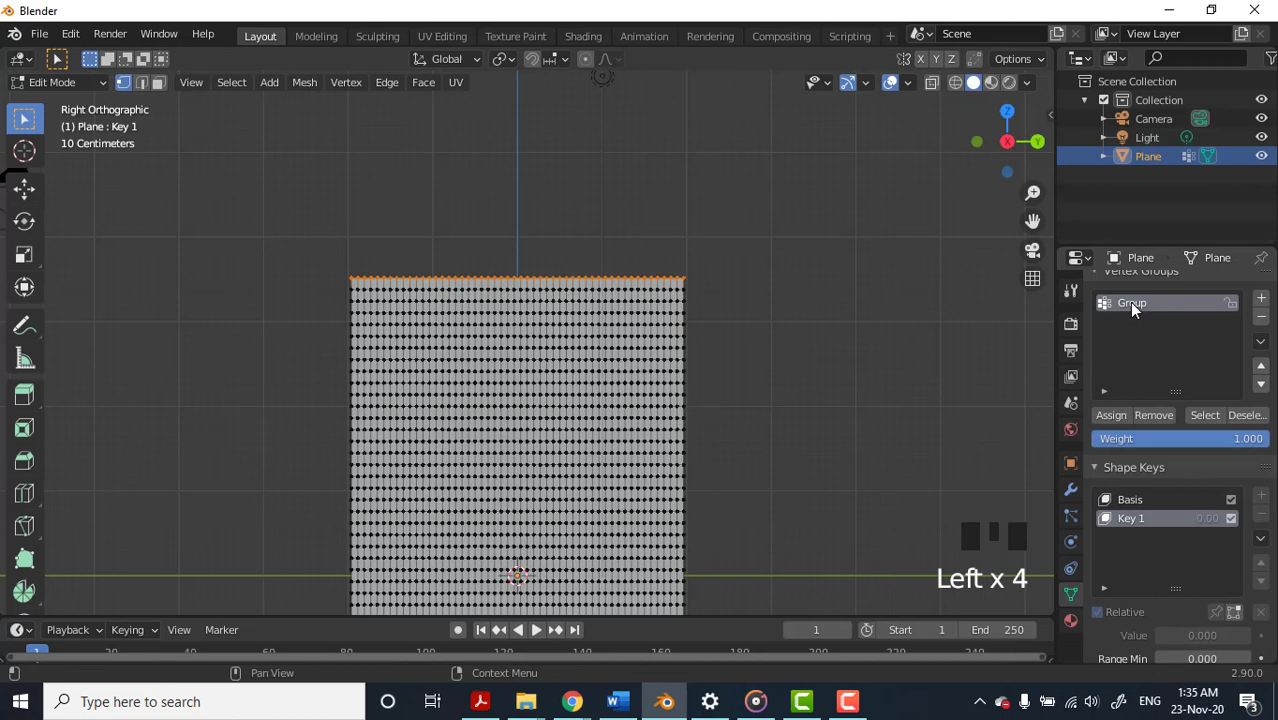 Blender
File Edit Render Window Help Layout Modeling Sculpting UV Editing Texture Paint Shading Animation Rendering Compositing Scripting + Scene View Layer
Global X Y Z Options
Edit Mode View Select Add Mesh Vertex Edge Face UV
Right Orthographic
(1) Plane : Key 1
10 Centimeters
Z
X
Y
Scene Collection
Collection
Camera
Light
Plane
Plane Plane
Vertex Groups
Group
Assign Remove Select Desele...
Weight 1.000
Shape Keys
Basis
Key 1 0.00
Relative
Value 0.000
Range Min 0.000
Left x 4
Playback Keying View Marker 1 Start 1 End 250
1 20 40 60 80 100 120 140 160 180 200 220 240
Pan View Context Menu 2.90.0
Type here to search
ENG
1:35 AM
23-Nov-20
3